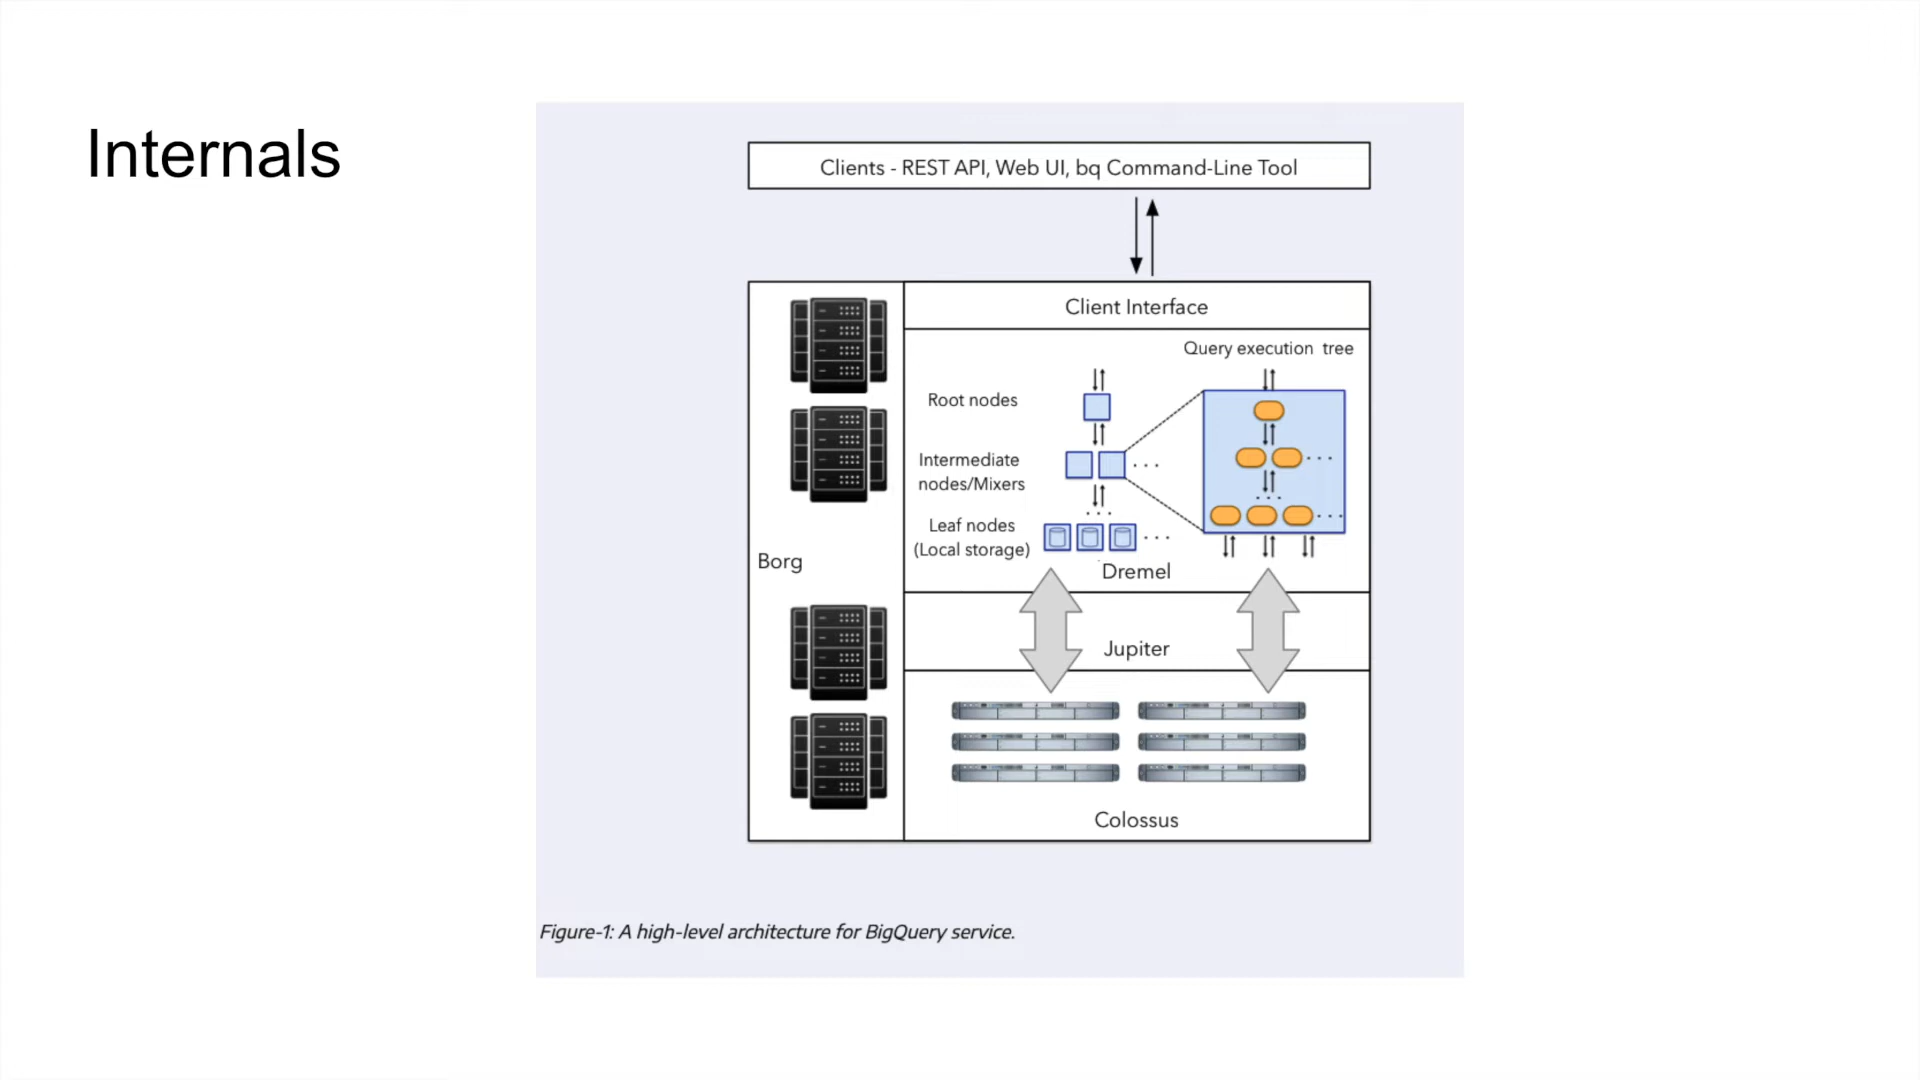 Internals
Clients - REST API, Web UI, bq Command-Line Tool
Client Interface
Query execution tree
Root nodes
Intermediate
nodes/Mixers
Leaf nodes
(Local storage)
Borg
Dremel
Jupiter
Colossus
Figure-1: A high-level architecture for BigQuery service.